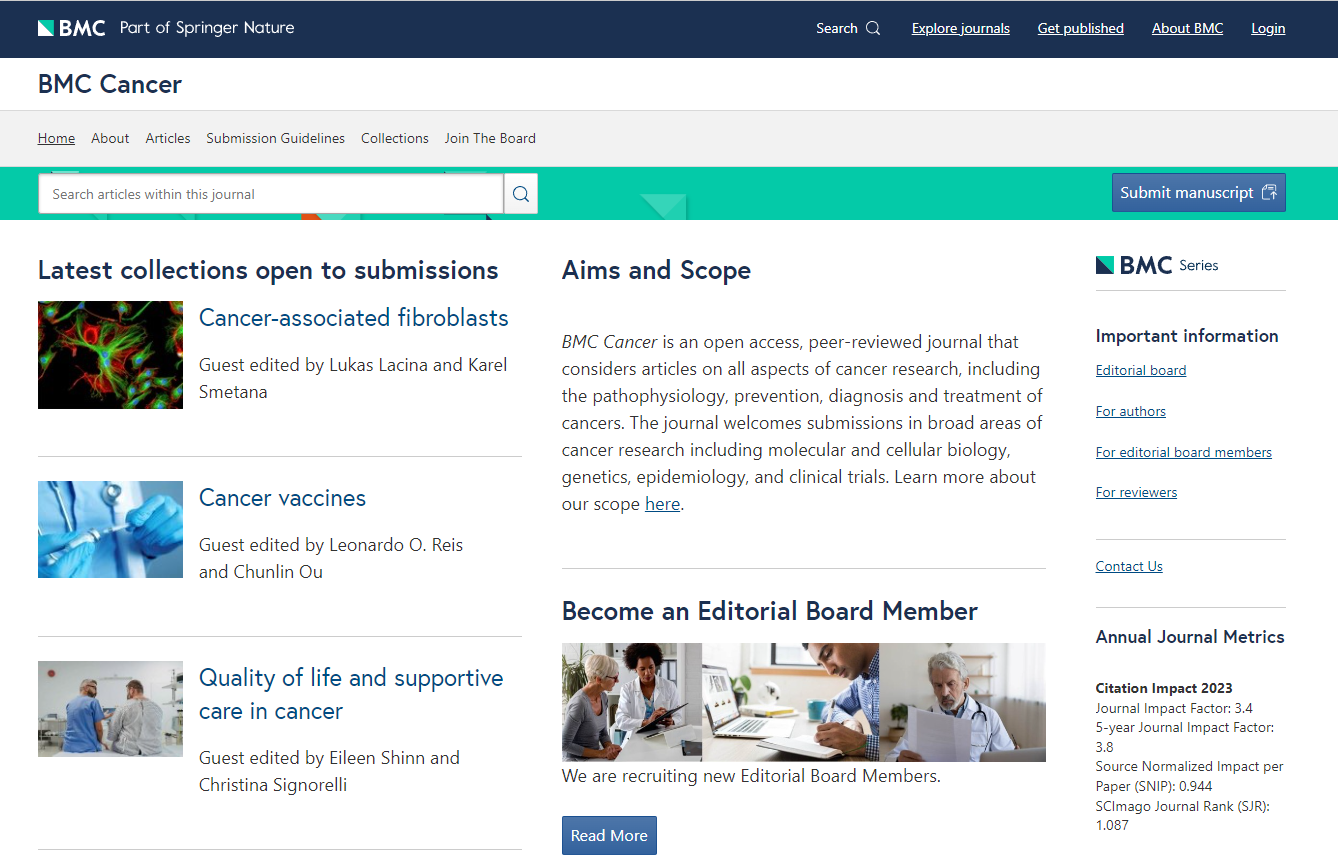 BMC Part of Springer Nature
Search
Explore journals
Get published
About BMC
Login
BMC Cancer
Home
About
Articles
Submission Guidelines
Collections
Join The Board
Search articles within this journal
Submit manuscript
Latest collections open to submissions
Cancer-associated fibroblasts
Guest edited by Lukas Lacina and Karel
Smetana
Cancer vaccines
Guest edited by Leonardo O. Reis
and Chunlin Ou
Quality of life and supportive
care in cancer
Guest edited by Eileen Shinn and
Christina Signorelli
Aims and Scope
BMC Cancer is an open access, peer-reviewed journal that
considers articles on all aspects of cancer research, including
the pathophysiology, prevention, diagnosis and treatment of
cancers. The journal welcomes submissions in broad areas of
cancer research including molecular and cellular biology,
genetics, epidemiology, and clinical trials. Learn more about
our scope here.
Become an Editorial Board Member
We are recruiting new Editorial Board Members.
Read More
BMC Series
Important information
Editorial board
For authors
For editorial board members
For reviewers
Contact Us
Annual Journal Metrics
Citation Impact 2023
Journal Impact Factor: 3.4
5-year Journal Impact Factor:
3.8
Source Normalized Impact per
Paper (SNIP): 0.944
SCImago Journal Rank (SJR):
1.087